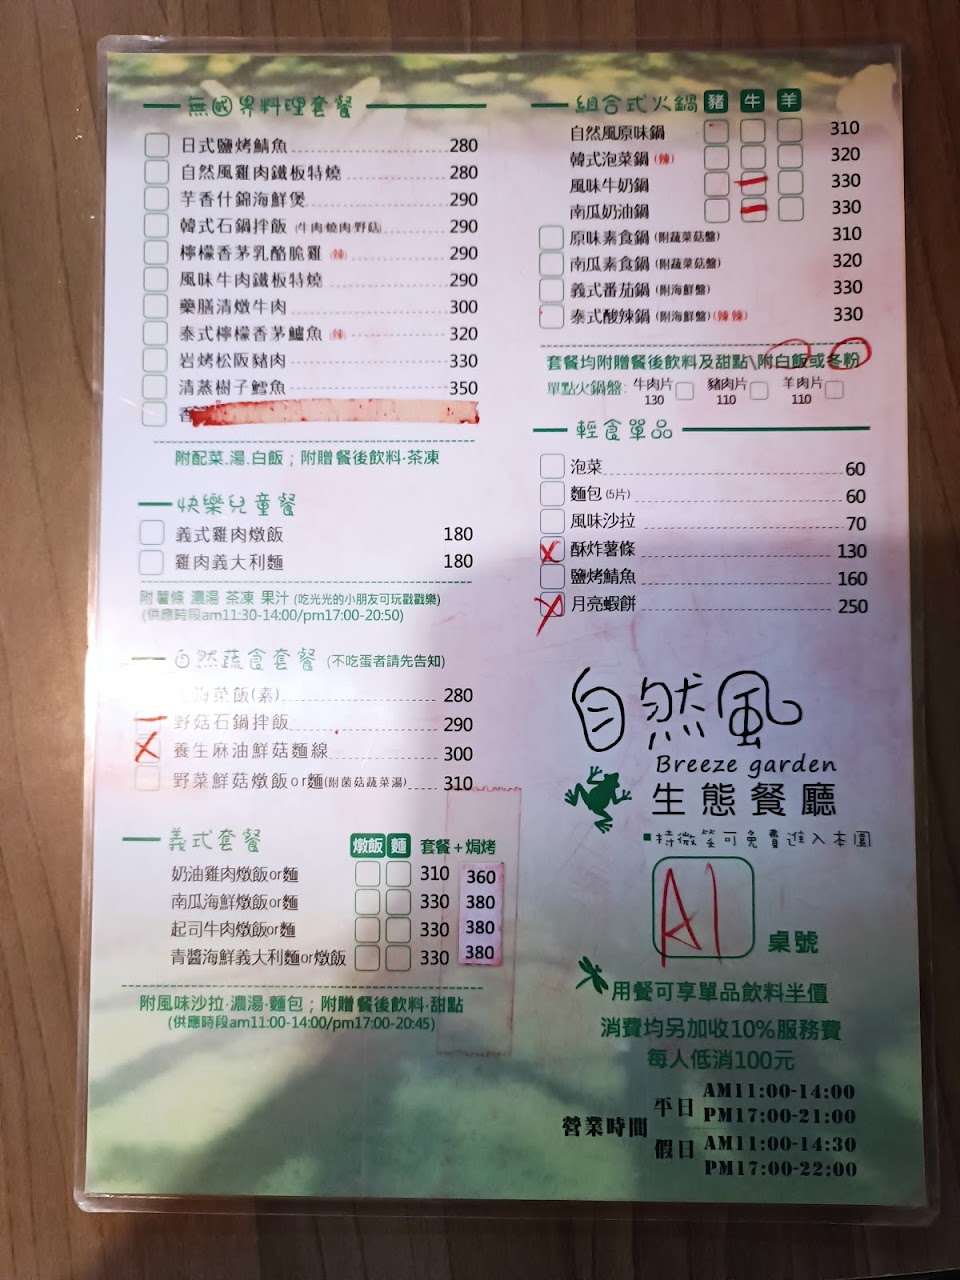 無國界料理套餐
日式鹽烤鯖魚 280
自然風雞肉鐵板特燒 280
芋香什錦海鮮煲 290
韓式石鍋拌飯 (牛肉燒肉野菇) 290
檸檬香茅乳酪脆雞 (辣) 290
風味牛肉鐵板特燒 290
藥膳清燉牛肉 300
泰式檸檬香茅鱸魚 (辣) 320
岩烤松阪豬肉 330
清蒸樹子鱈魚 350
香
附配菜.湯.白飯；附贈餐後飲料·茶凍
快樂兒童餐
義式雞肉燉飯 180
雞肉義大利麵 180
附薯條 濃湯 茶凍 果汁 (吃光光的小朋友可玩戳戳樂)
(供應時段am11:30-14:00/pm17:00-20:50)
自然蔬食套餐 (不吃蛋者請先告知)
海菜飯(素) 280
野菇石鍋拌飯 290
養生麻油鮮菇麵線 300
野菜鮮菇燉飯or麵(附菌菇蔬菜湯) 310
義式套餐 燉飯 麵 套餐+焗烤
奶油雞肉燉飯or麵 310 360
南瓜海鮮燉飯or麵 330 380
起司牛肉燉飯or麵 330 380
青醬海鮮義大利麵or燉飯 330 380
附風味沙拉·濃湯·麵包；附贈餐後飲料·甜點
(供應時段am11:00-14:00/pm17:00-20:45)
組合式火鍋 豬 牛 羊
自然風原味鍋 310
韓式泡菜鍋 (辣) 320
風味牛奶鍋 330
南瓜奶油鍋 330
原味素食鍋 (附蔬菜菇盤) 310
南瓜素食鍋 (附蔬菜菇盤) 320
義式番茄鍋 (附海鮮盤) 330
泰式酸辣鍋 (附海鮮盤) (辣辣) 330
套餐均附贈餐後飲料及甜點\附白飯或冬粉
單點火鍋盤: 牛肉片 130 豬肉片 110 羊肉片 110
輕食單品
泡菜 60
麵包 (5片) 60
風味沙拉 70
酥炸薯條 130
鹽烤鯖魚 160
月亮蝦餅 250
自然風
Breeze garden
生態餐廳
持微笑可免費進入本園
A1
桌號
用餐可享單品飲料半價
消費均另加收10%服務費
每人低消100元
營業時間
平日 AM11:00-14:00
PM17:00-21:00
假日 AM11:00-14:30
PM17:00-22:00